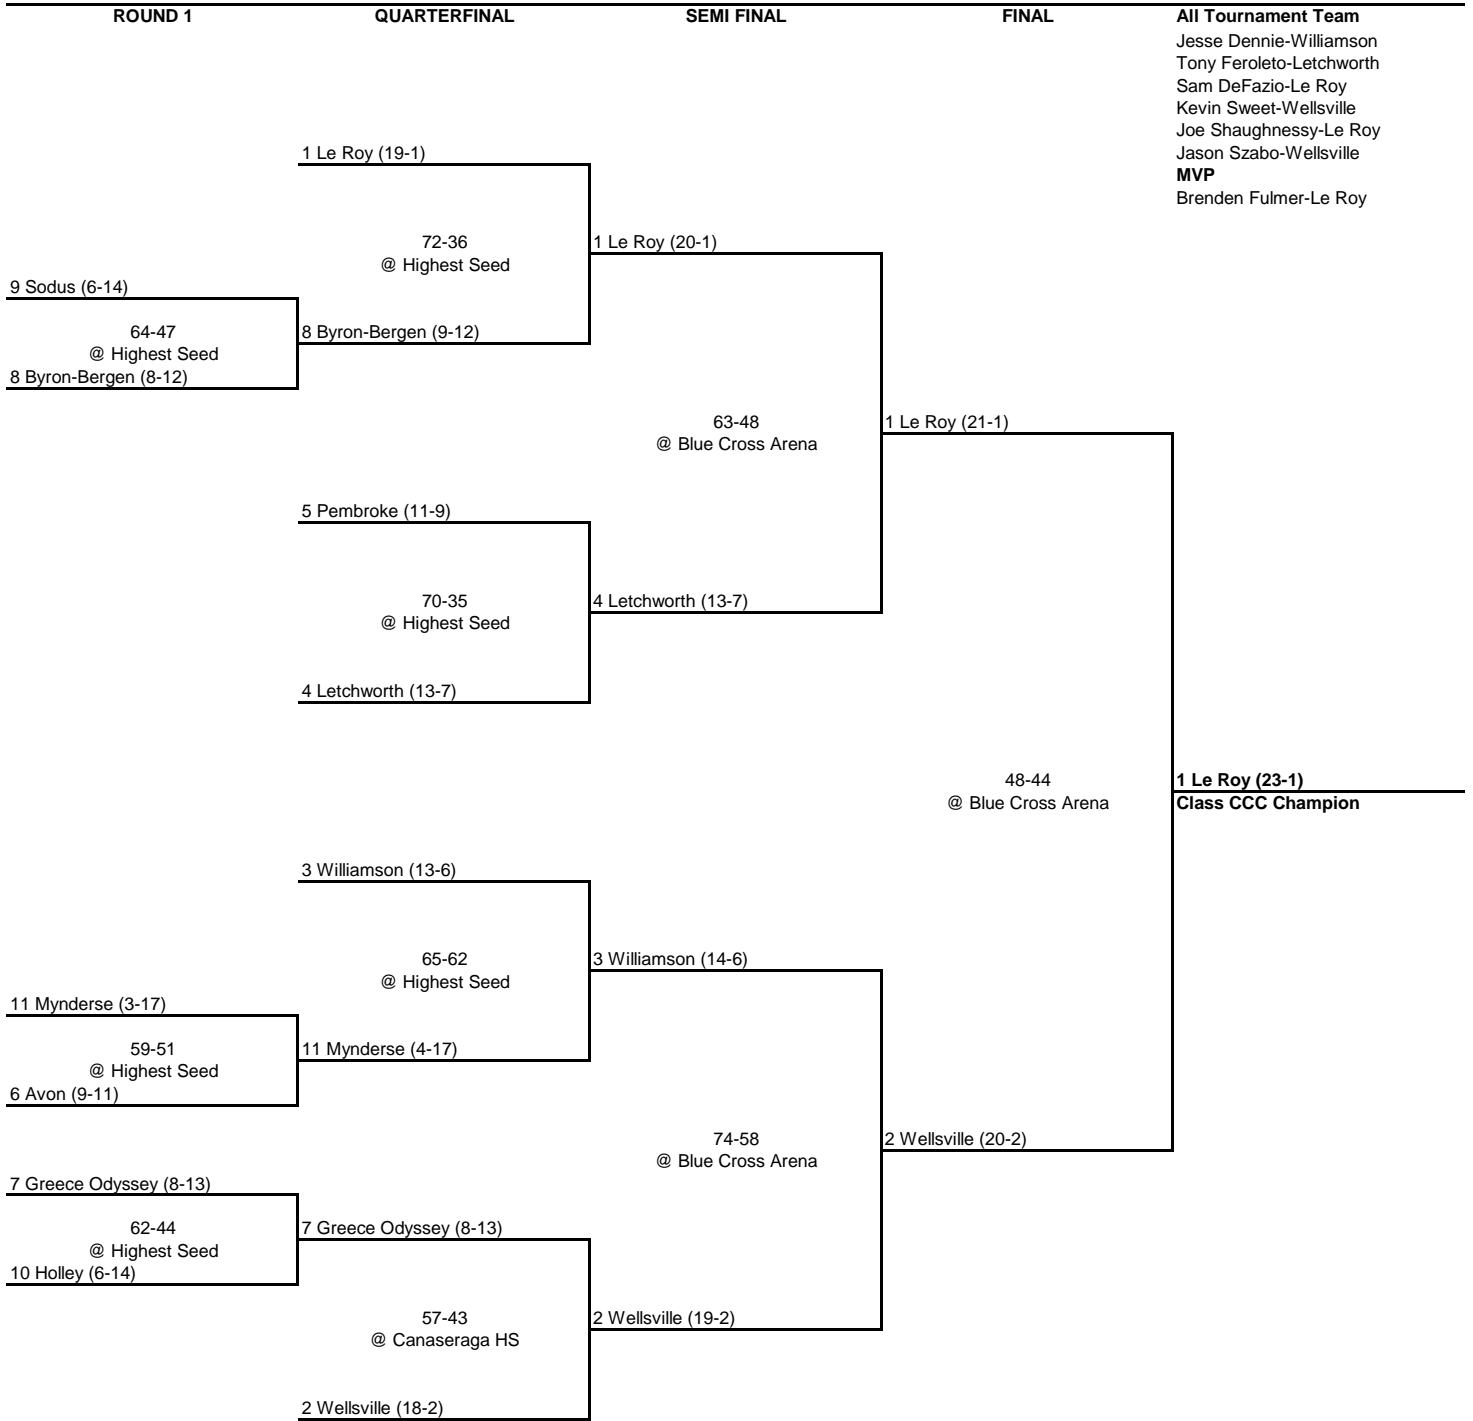 ROUND 1 QUARTERFINAL SEMI FINAL FINAL All Tournament Team
Jesse Dennie-Williamson
Tony Feroleto-Letchworth
Sam DeFazio-Le Roy
Kevin Sweet-Wellsville
Joe Shaughnessy-Le Roy
Jason Szabo-Wellsville
MVP
Brenden Fulmer-Le Roy
1 Le Roy (19-1)
72-36
@ Highest Seed
1 Le Roy (20-1)
9 Sodus (6-14)
64-47
@ Highest Seed
8 Byron-Bergen (9-12)
8 Byron-Bergen (8-12)
63-48
@ Blue Cross Arena
1 Le Roy (21-1)
5 Pembroke (11-9)
70-35
@ Highest Seed
4 Letchworth (13-7)
4 Letchworth (13-7)
48-44
@ Blue Cross Arena
1 Le Roy (23-1)
Class CCC Champion
3 Williamson (13-6)
65-62
@ Highest Seed
3 Williamson (14-6)
11 Mynderse (3-17)
59-51
@ Highest Seed
11 Mynderse (4-17)
6 Avon (9-11)
74-58
@ Blue Cross Arena
2 Wellsville (20-2)
7 Greece Odyssey (8-13)
62-44
@ Highest Seed
7 Greece Odyssey (8-13)
10 Holley (6-14)
57-43
@ Canaseraga HS
2 Wellsville (19-2)
2 Wellsville (18-2)